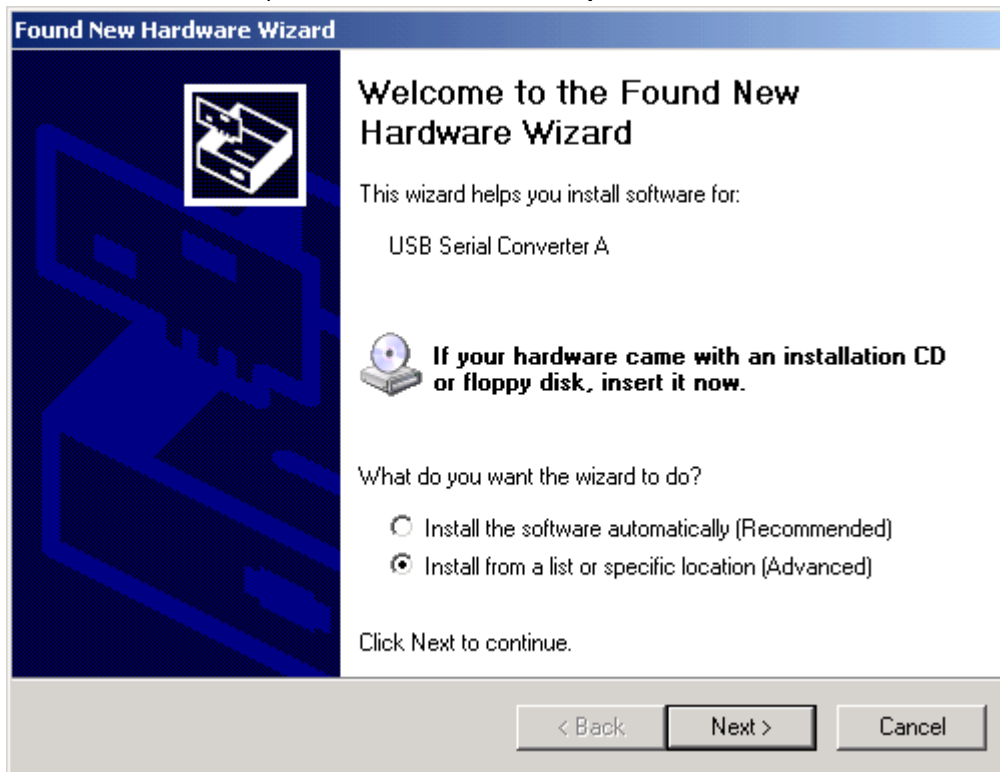 Found New Hardware Wizard
Welcome to the Found New
Hardware Wizard
This wizard helps you install software for:
USB Serial Converter A
If your hardware came with an installation CD
or floppy disk, insert it now.
What do you want the wizard to do?
Install the software automatically (Recommended)
Install from a list or specific location (Advanced)
Click Next to continue.
< Back Next > Cancel